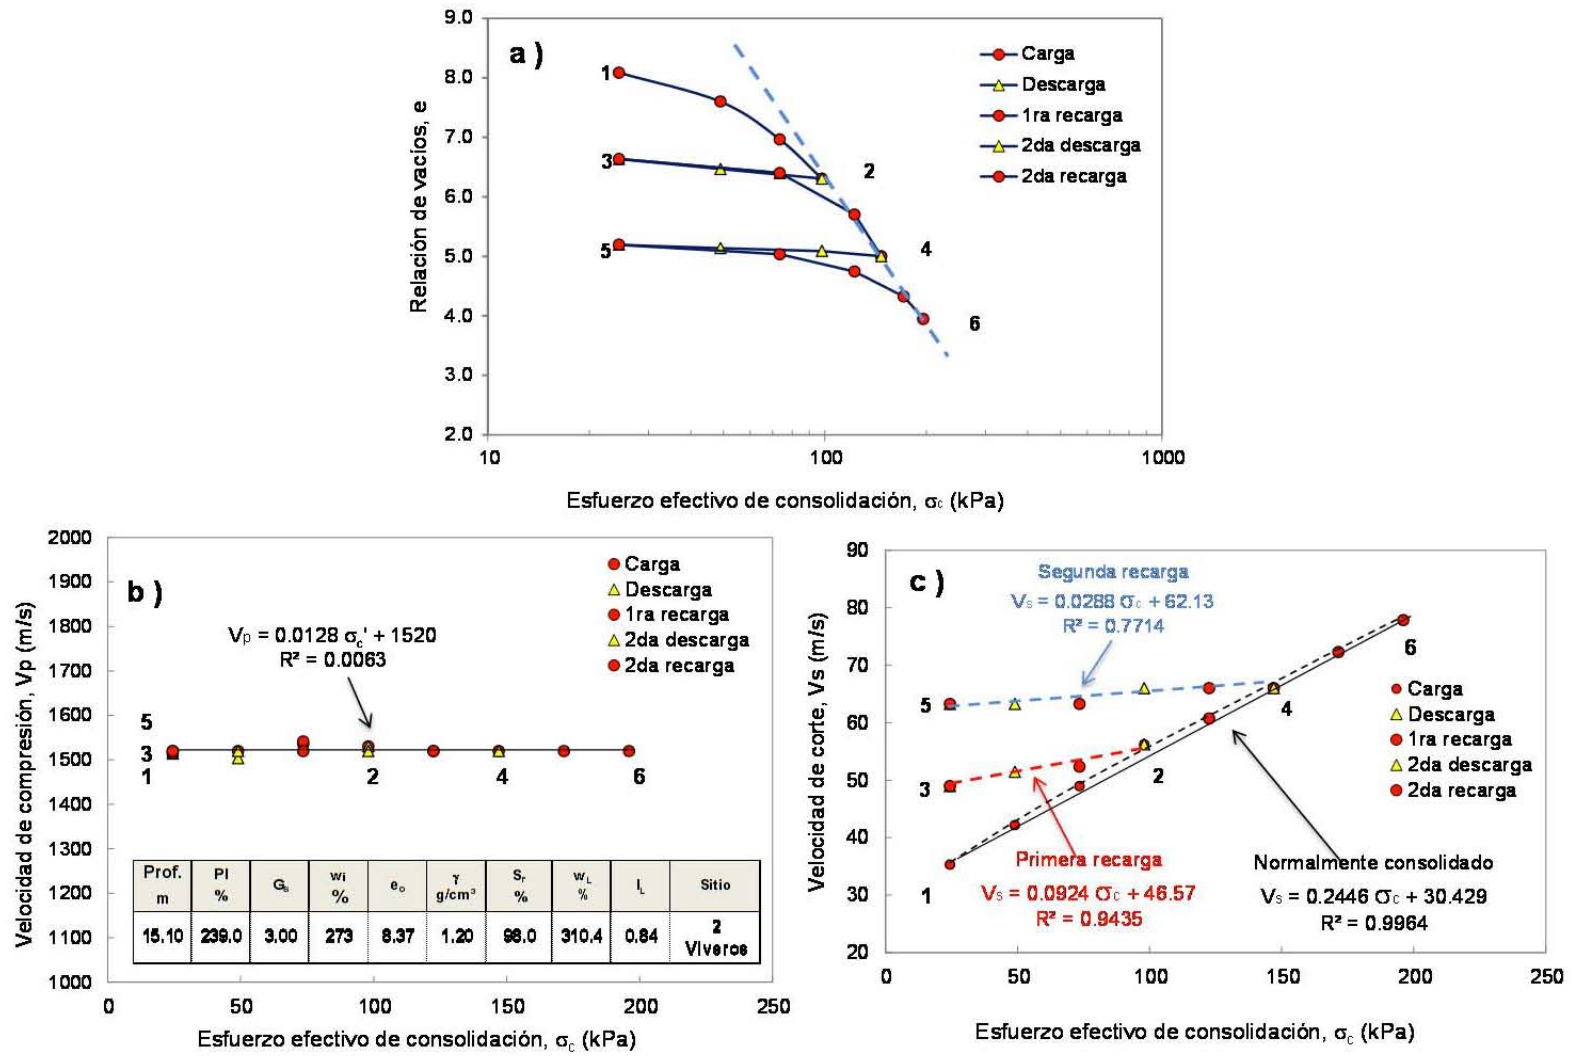 a )
9.0
8.0
7.0
6.0
5.0
4.0
3.0
2.0
Relación de vacíos, e
1
3
5
2
4
6
Carga
Descarga
1ra recarga
2da descarga
2da recarga
10
100
1000
Esfuerzo efectivo de consolidación, σc (kPa)
b )
2000
1900
1800
1700
1600
1500
1400
1300
1200
1100
1000
Velocidad de compresión, Vp (m/s)
Carga
Descarga
1ra recarga
2da descarga
2da recarga
Vp = 0.0128 σc' + 1520
R² = 0.0063
5
3
1
2
4
6
Prof. m PI % Gs wi % eo γ g/cm³ Sr % wL % IL Sitio
15.10 239.0 3.00 273 8.37 1.20 98.0 310.4 0.84 2 Viveros
0 50 100 150 200 250
Esfuerzo efectivo de consolidación, σc (kPa)
c )
90
80
70
60
50
40
30
20
Velocidad de corte, Vs (m/s)
Segunda recarga
Vs = 0.0288 σc + 62.13
R² = 0.7714
5
3
1
2
4
6
Carga
Descarga
1ra recarga
2da descarga
2da recarga
Primera recarga
Vs = 0.0924 σc + 46.57
R² = 0.9435
Normalmente consolidado
Vs = 0.2446 σc + 30.429
R² = 0.9964
0 50 100 150 200 250
Esfuerzo efectivo de consolidación, σc (kPa)